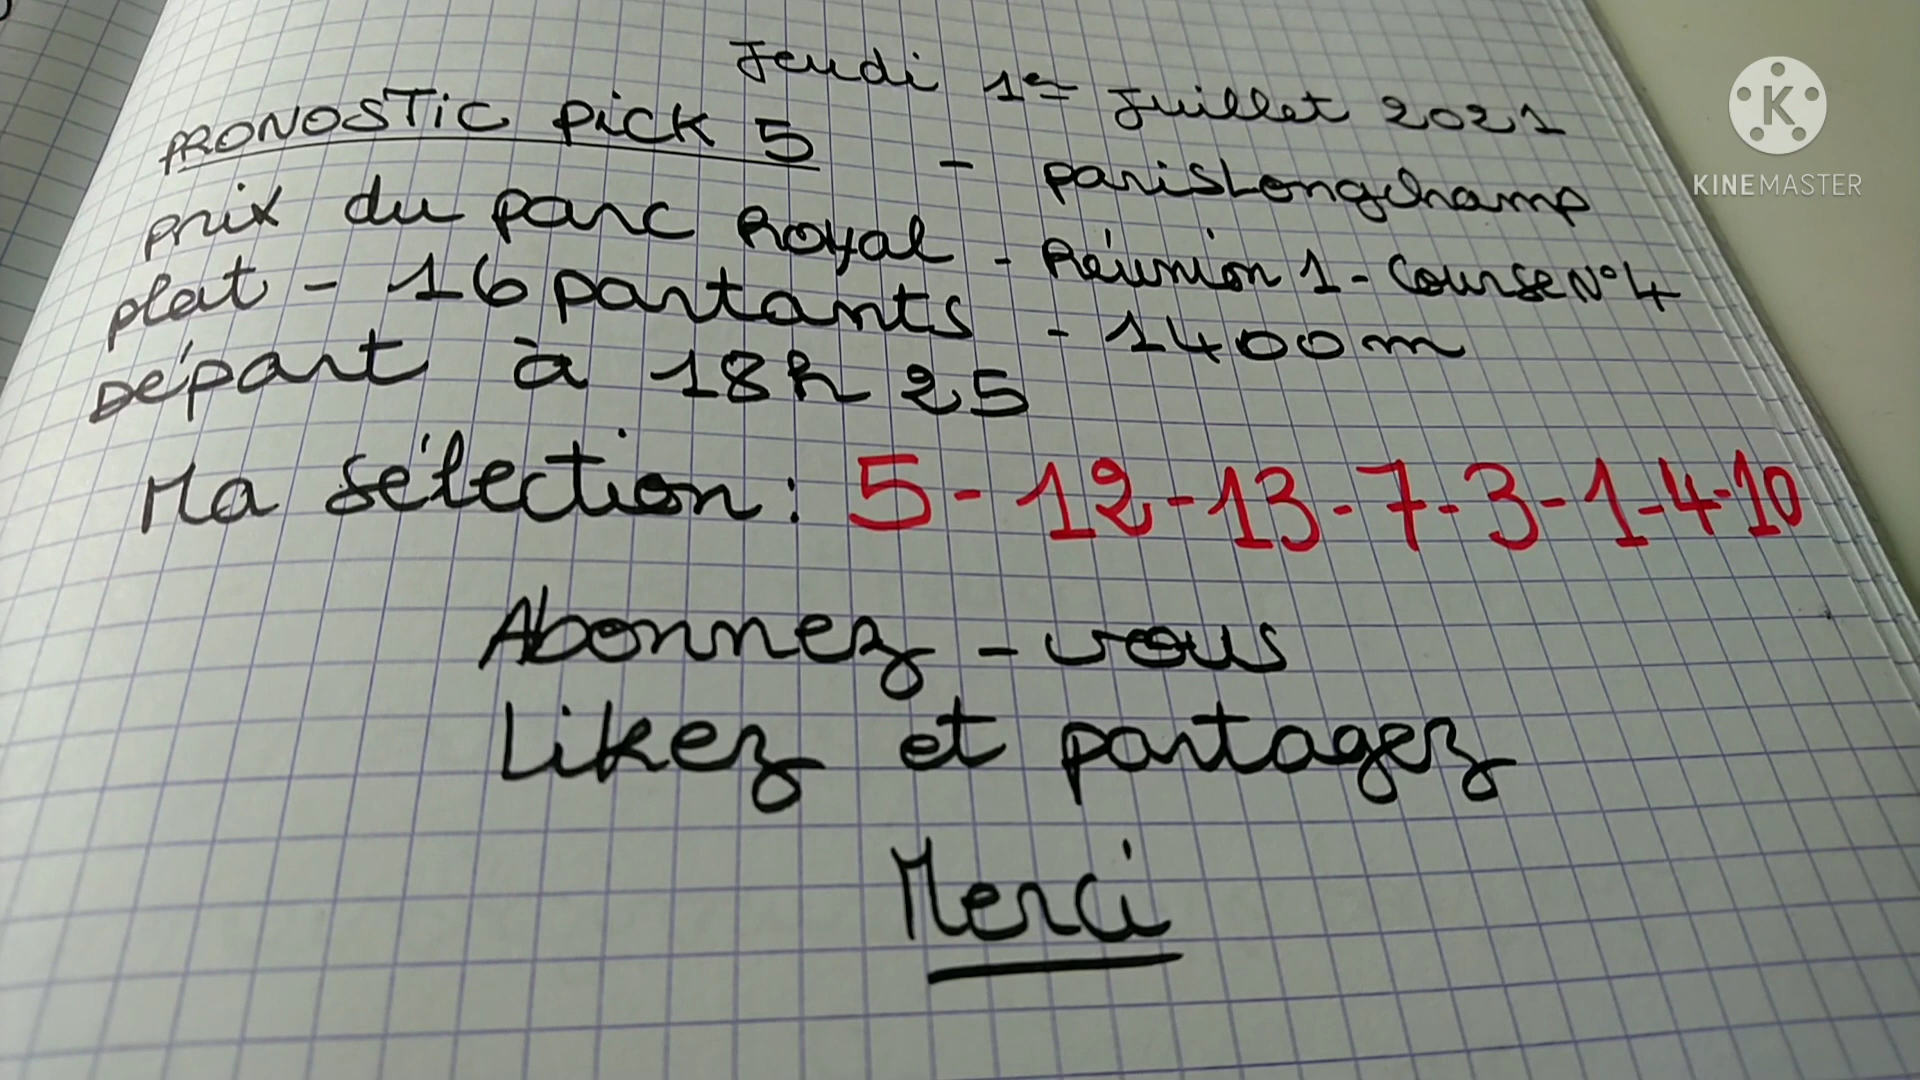 Jeudi 1er Juillet 2021
PRONOSTIC PICK 5 - parisLongchamp
prix du parc Royal - Réunion 1 - Course N°4
plat - 16 partants - 1400m
Départ à 18h25
Ma sélection : 5 - 12 - 13 - 7 - 3 - 1 - 4 - 10
Abonnez-vous
Likez et partagez
Merci
K
KINEMASTER